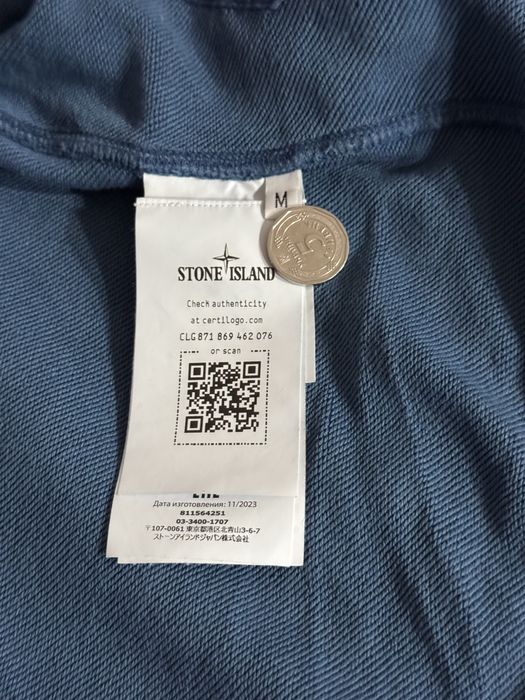 M
5
STONE ISLAND
Check authenticity
at certilogo.com
CLG 871 869 462 076
or scan
Дата изготовления: 11/2023
811564251
03-3400-1707
〒107-0061 東京都港区北青山3-6-7
ストーンアイランドジャパン株式会社